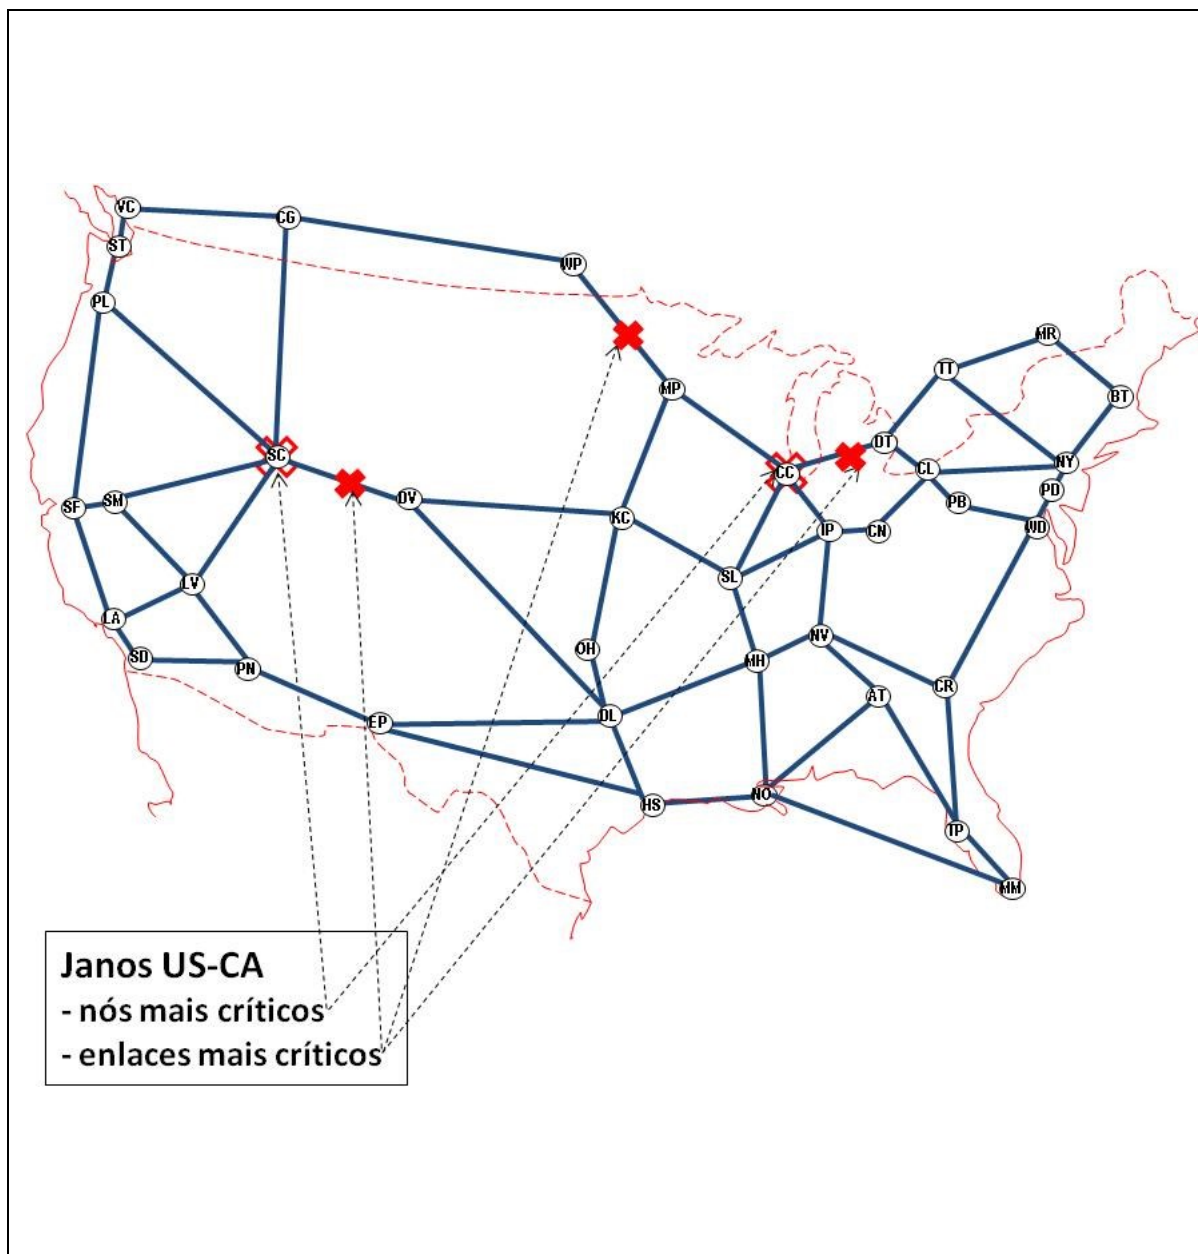 VC
CG
ST
WP
PL
MR
TT
MP
BT
DT
SC
CC
CL
NY
PD
DV
SM
SF
PB
KC
WD
IP
CN
SL
LV
LA
NV
OH
SD
MH
PN
CR
AT
DL
EP
NO
HS
TP
MM
Janos US-CA
- nós mais críticos
- enlaces mais críticos